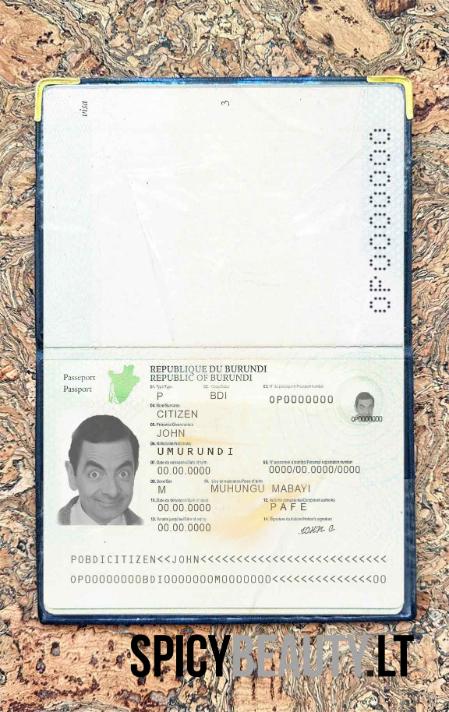 visa
3
OP0000000
Passeport
Passport
REPUBLIQUE DU BURUNDI
REPUBLIC OF BURUNDI
P BDI OP0000000
CITIZEN
OP0000000
JOHN
UMURUNDI
00.00.0000 0000/00.0000/0000
M MUHUNGU MABAYI
00.00.0000 PAFE
00.00.0000 JOHN C.
POBDICITIZEN<<JOHN<<<<<<<<<<<<<<<<<<<<<<<<<<
OP00000000BDI0000000M0000000<<<<<<<<<<<<<<00
SPICYBEAUTY.LT